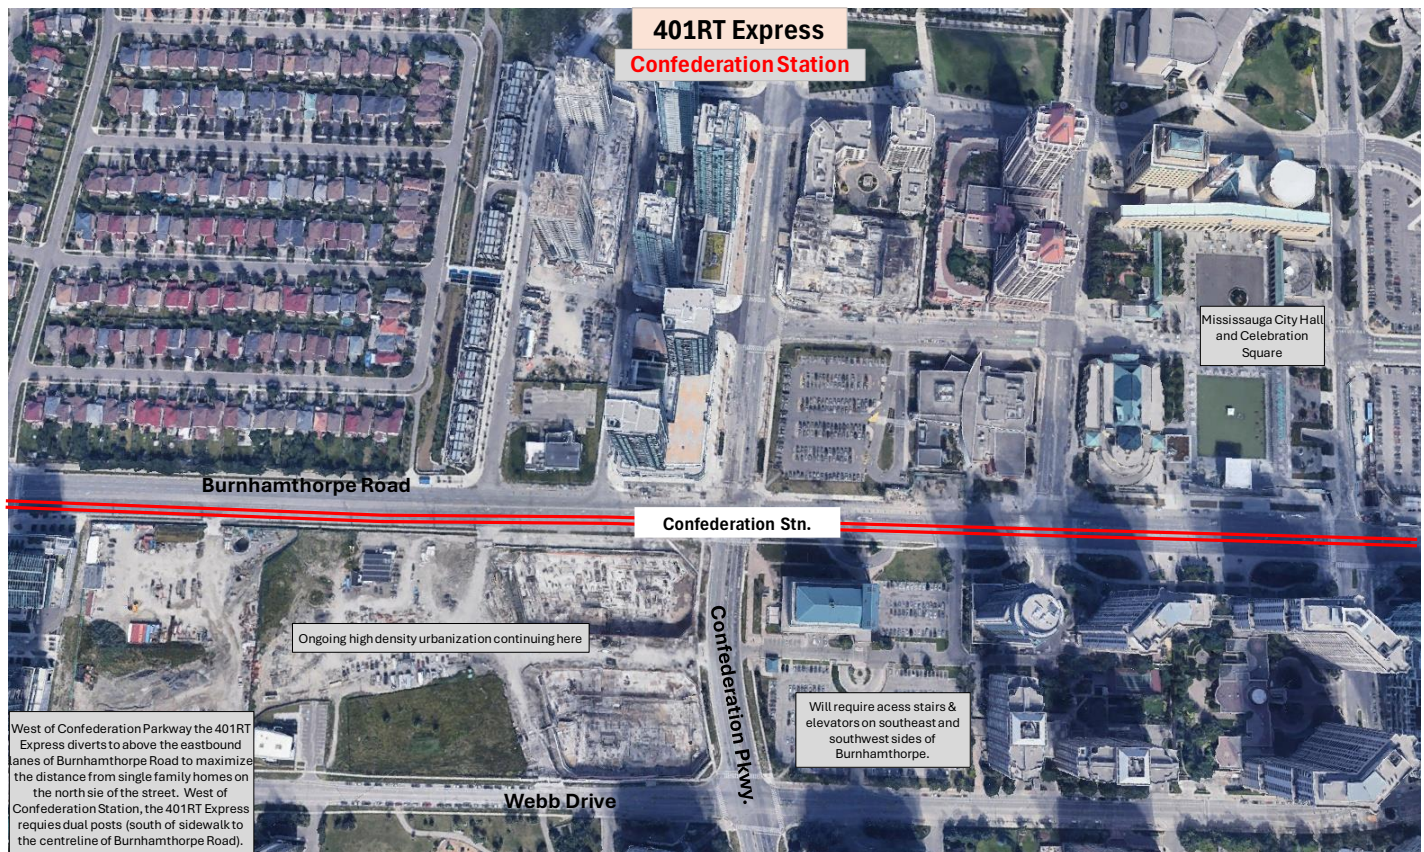 401RT Express
Confederation Station
Mississauga City Hall
and Celebration
Square
Burnhamthorpe Road
Confederation Stn.
Ongoing high density urbanization continuing here
Confederation Pkwy.
Will require acess stairs &
elevators on southeast and
southwest sides of
Burnhamthorpe.
West of Confederation Parkway the 401RT
Express diverts to above the eastbound
lanes of Burnhamthorpe Road to maximize
the distance from single family homes on
the north sie of the street. West of
Confederation Station, the 401RT Express
requies dual posts (south of sidewalk to
the centreline of Burnhamthorpe Road).
Webb Drive